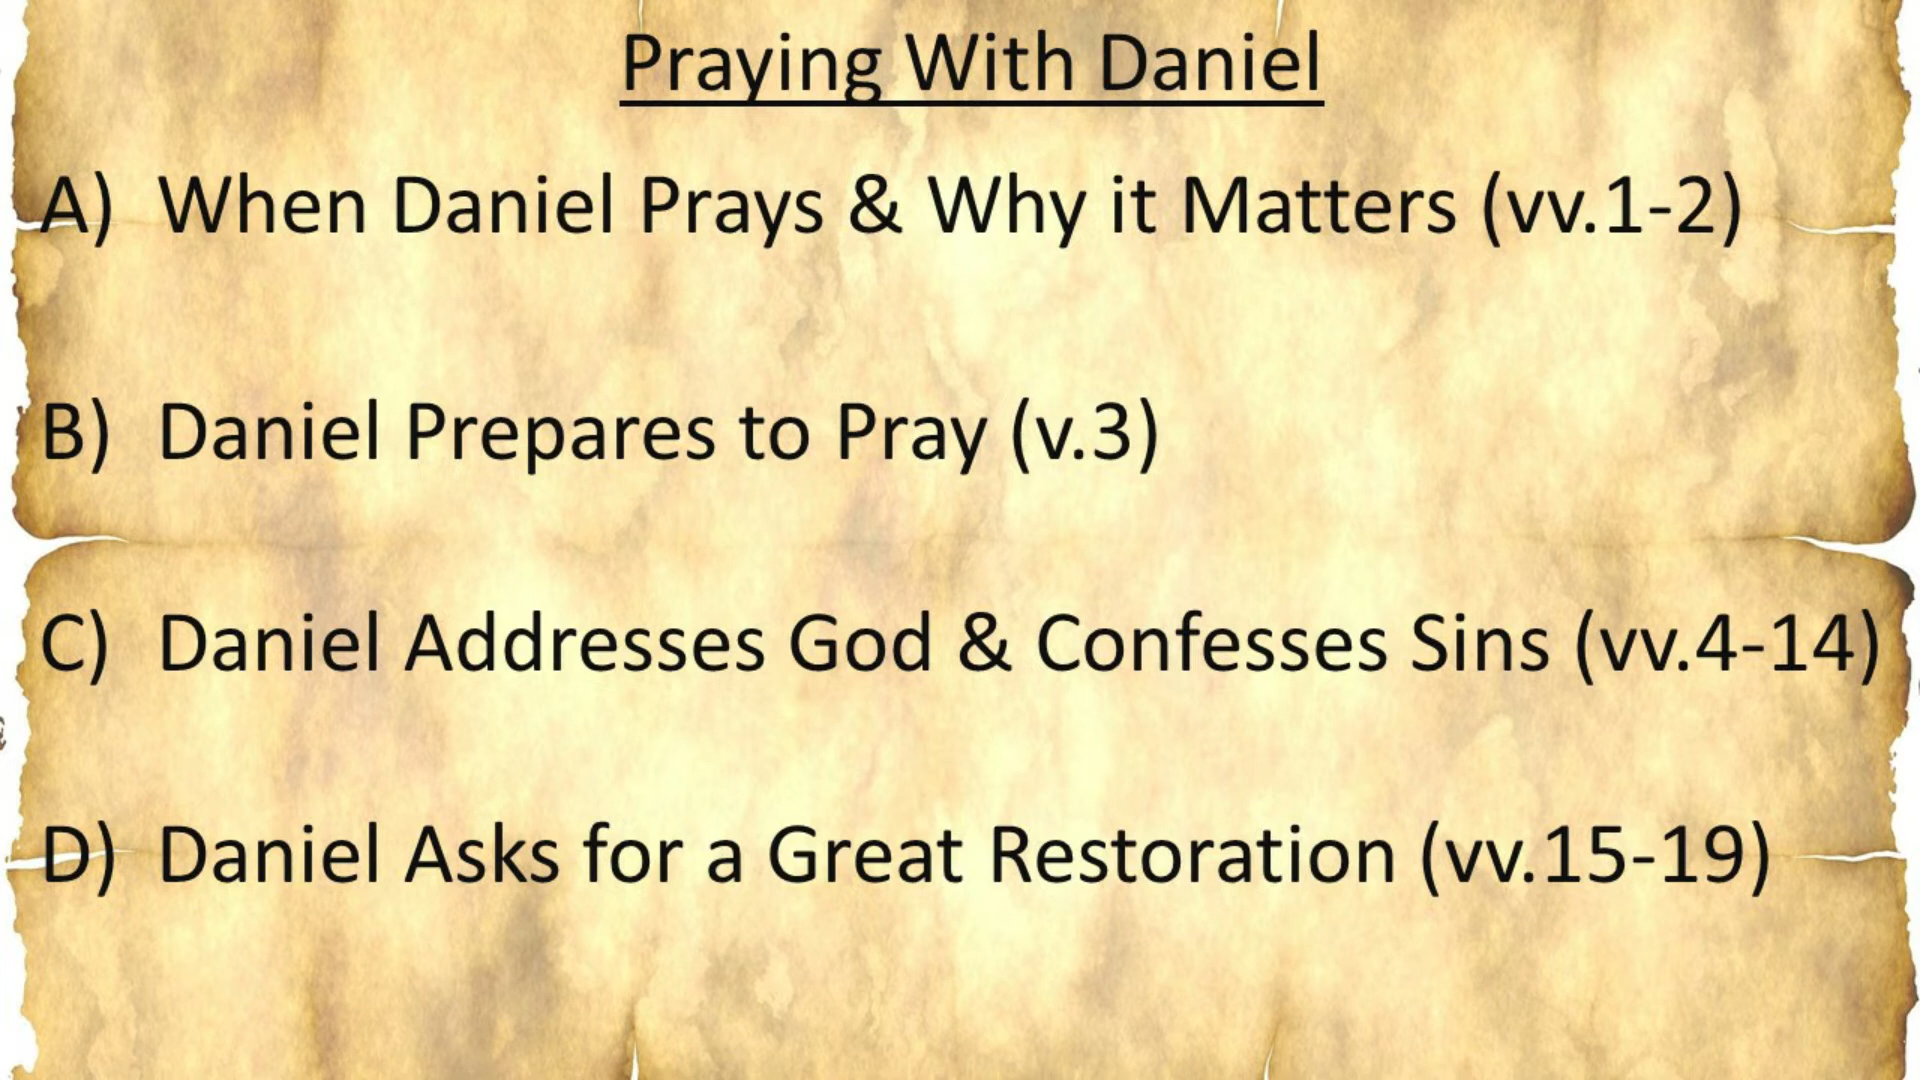 Praying With Daniel
A) When Daniel Prays & Why it Matters (vv.1-2)
B) Daniel Prepares to Pray (v.3)
C) Daniel Addresses God & Confesses Sins (vv.4-14)
D) Daniel Asks for a Great Restoration (vv.15-19)